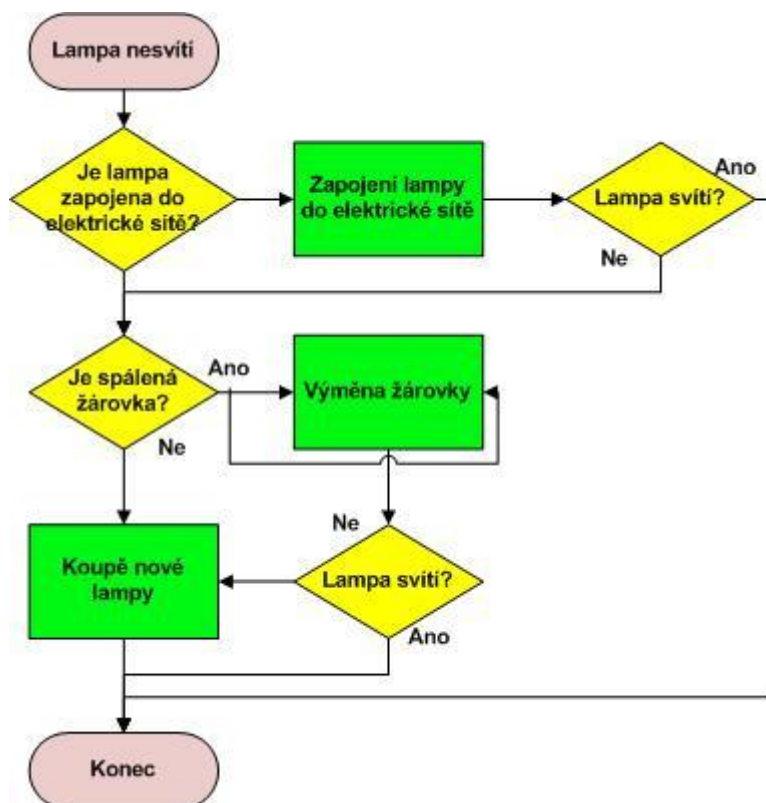 Lampa nesvítí
Je lampa
zapojena do
elektrické sítě?
Zapojení lampy
do elektrické sítě
Lampa svítí?
Ano
Ne
Je spálená
žárovka?
Ano
Ne
Výměna žárovky
Koupě nové
lampy
Ne
Lampa svítí?
Ano
Konec